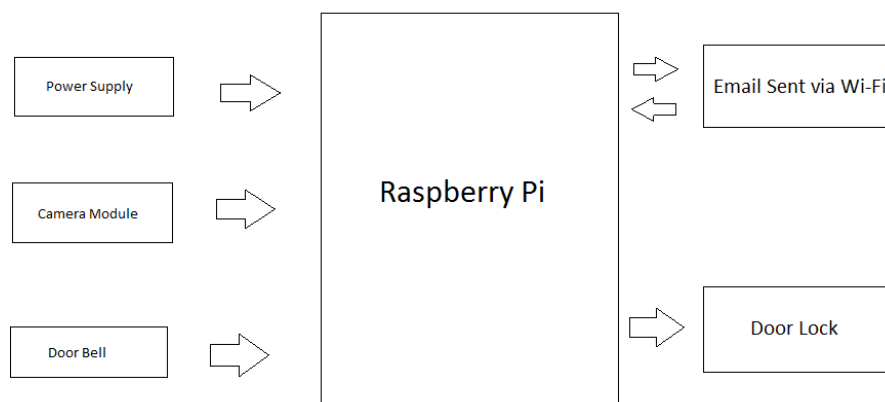 Power Supply
Camera Module
Door Bell
Raspberry Pi
Email Sent via Wi-Fi
Door Lock